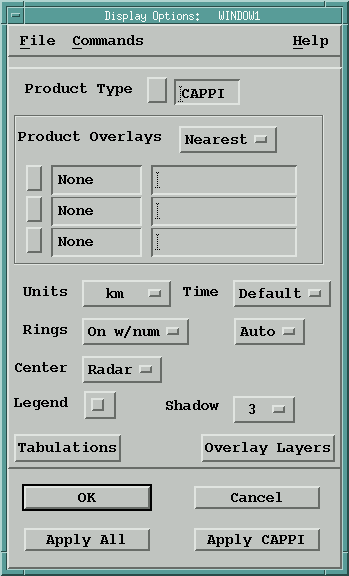 Display Options: WINDOW1
File Commands Help
Product Type CAPPI
Product Overlays Nearest
None
None
None
Units km Time Default
Rings On w/num Auto
Center Radar
Legend Shadow 3
Tabulations Overlay Layers
OK Cancel
Apply All Apply CAPPI